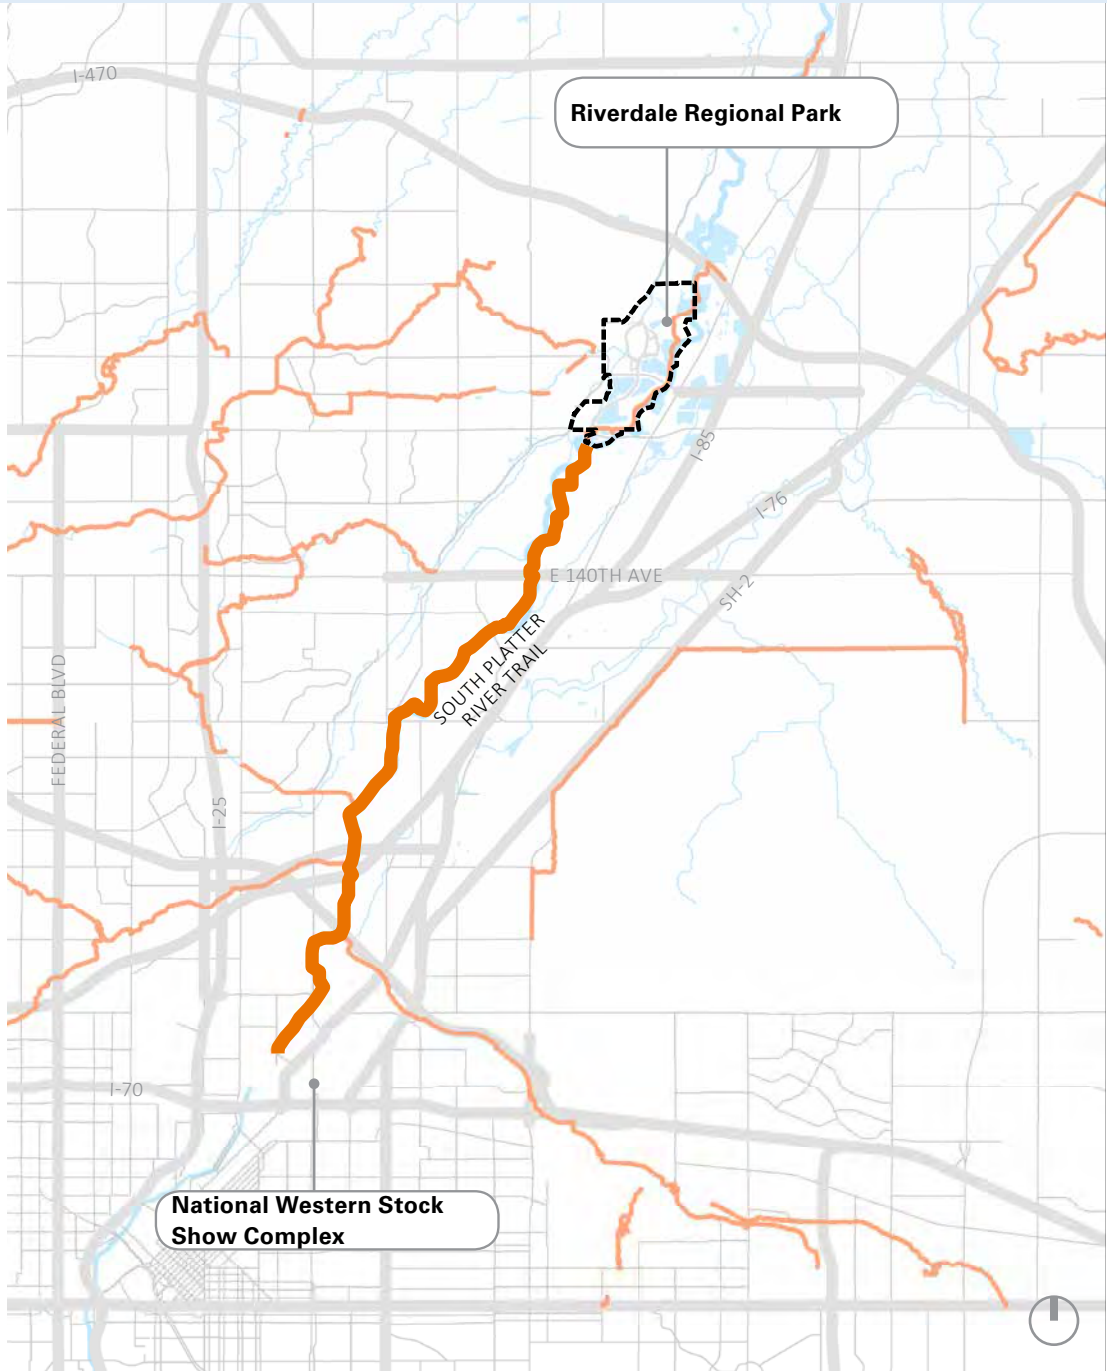 I-470
Riverdale Regional Park
I-85
I-76
E 140TH AVE
SH-2
SOUTH PLATTER
RIVER TRAIL
FEDERAL BLVD
I-25
I-70
National Western Stock
Show Complex